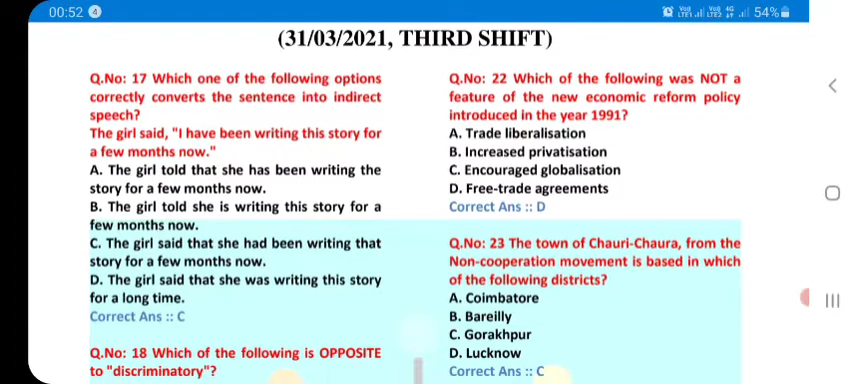 00:52 4
Vo) LTE1 Vo) LTE2 4G 54%
(31/03/2021, THIRD SHIFT)
Q.No: 17 Which one of the following options
correctly converts the sentence into indirect
speech?
The girl said, "I have been writing this story for
a few months now."
A. The girl told that she has been writing the
story for a few months now.
B. The girl told she is writing this story for a
few months now.
C. The girl said that she had been writing that
story for a few months now.
D. The girl said that she was writing this story
for a long time.
Correct Ans :: C
Q.No: 18 Which of the following is OPPOSITE
to "discriminatory"?
Q.No: 22 Which of the following was NOT a
feature of the new economic reform policy
introduced in the year 1991?
A. Trade liberalisation
B. Increased privatisation
C. Encouraged globalisation
D. Free-trade agreements
Correct Ans :: D
Q.No: 23 The town of Chauri-Chaura, from the
Non-cooperation movement is based in which
of the following districts?
A. Coimbatore
B. Bareilly
C. Gorakhpur
D. Lucknow
Correct Ans :: C